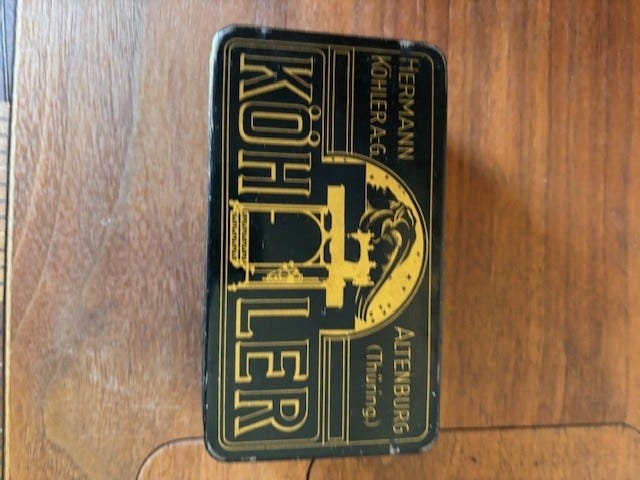 HERMANN
KÖHLER A-G.
ALTENBURG
(Thüring.)
KÖHLER